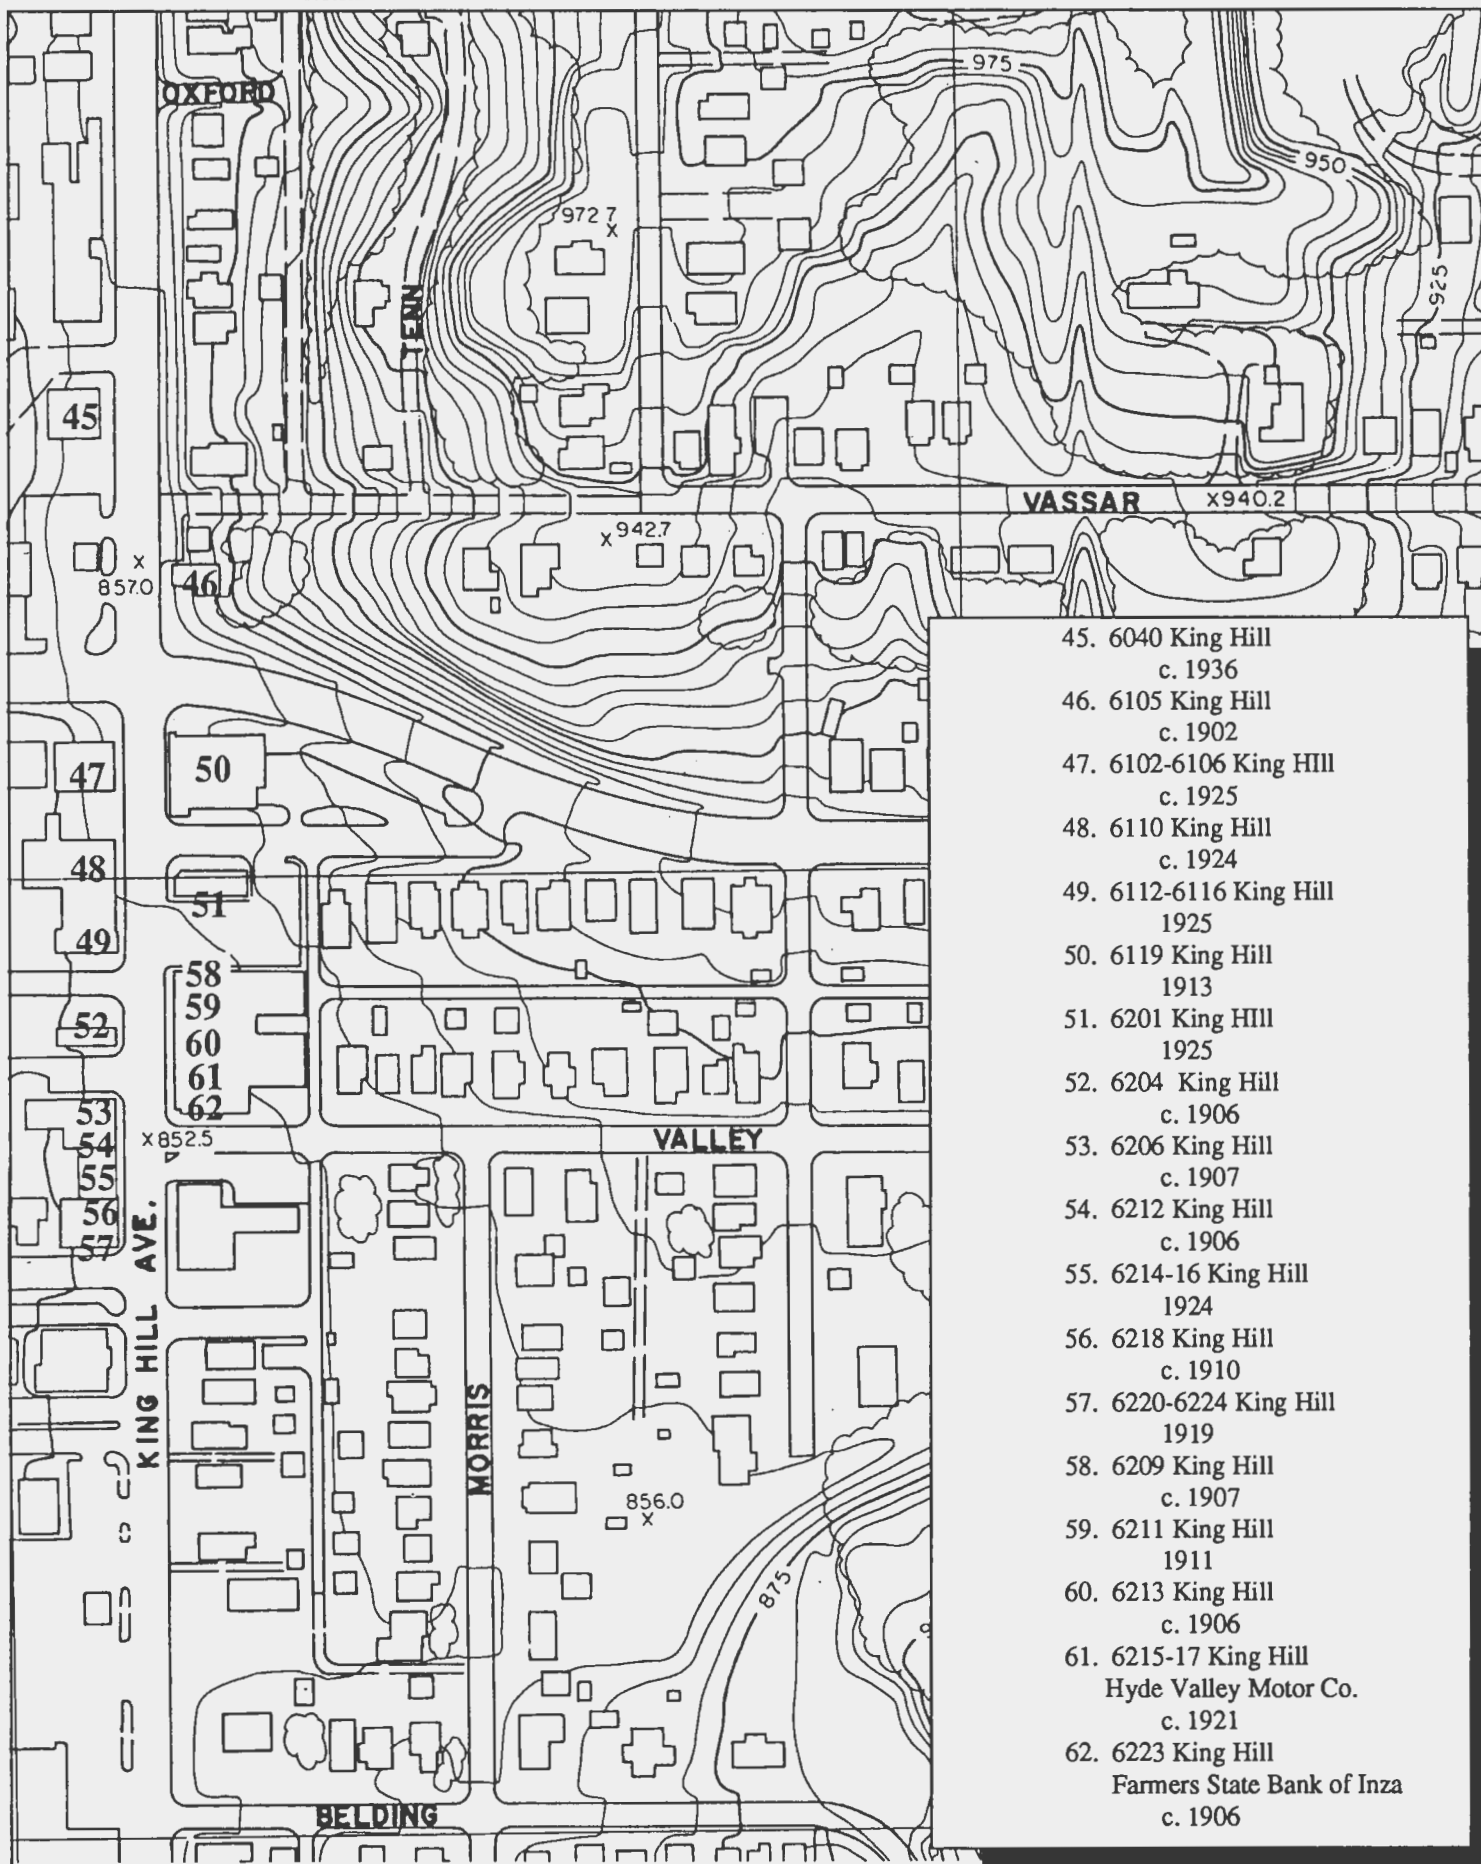 OXFORD
975
950
972 7
x
TENN
925
45
VASSAR
X940.2
x 942.7
x
857.0
46
45. 6040 King Hill
c. 1936
46. 6105 King Hill
c. 1902
47. 6102-6106 King HIll
c. 1925
48. 6110 King Hill
c. 1924
49. 6112-6116 King Hill
1925
50. 6119 King Hill
1913
51. 6201 King HIll
1925
52. 6204 King Hill
c. 1906
53. 6206 King Hill
c. 1907
54. 6212 King Hill
c. 1906
55. 6214-16 King Hill
1924
56. 6218 King Hill
c. 1910
57. 6220-6224 King Hill
1919
58. 6209 King Hill
c. 1907
59. 6211 King Hill
1911
60. 6213 King Hill
c. 1906
61. 6215-17 King Hill
Hyde Valley Motor Co.
c. 1921
62. 6223 King Hill
Farmers State Bank of Inza
c. 1906
47
50
48
51
49
58
59
52
60
61
53
62
54
X852.5
VALLEY
55
56
57
KING HILL AVE.
MORRIS
856.0
x
875
BELDING